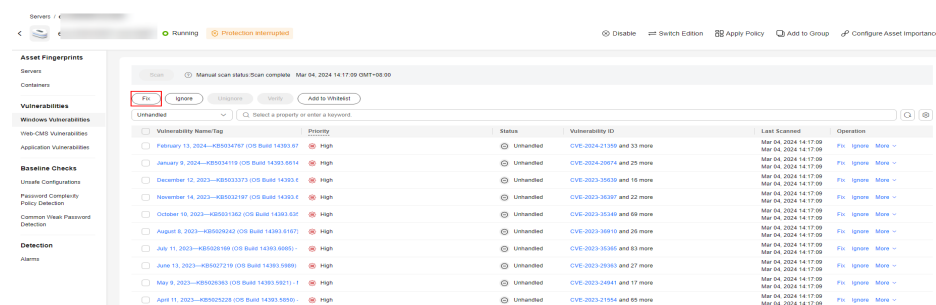 Servers /
Running Protection interrupted Disable Switch Edition Apply Policy Add to Group Configure Asset Importance
Asset Fingerprints
Servers
Containers
Vulnerabilities
Windows Vulnerabilities
Web-CMS Vulnerabilities
Application Vulnerabilities
Baseline Checks
Unsafe Configurations
Password Complexity
Policy Detection
Common Weak Password
Detection
Detection
Alarms
Scan Manual scan status:Scan complete Mar 04, 2024 14:17:09 GMT+08:00
Fix Ignore Unignore Verify Add to Whitelist
Unhandled Select a property or enter a keyword.
Vulnerability Name/Tag Priority Status Vulnerability ID Last Scanned Operation
February 13, 2024—KB5034767 (OS Build 14393.67 High Unhandled CVE-2024-21359 and 33 more Mar 04, 2024 14:17:09 Fix Ignore More
Mar 04, 2024 14:17:09
January 9, 2024—KB5034119 (OS Build 14393.6614 High Unhandled CVE-2024-20674 and 25 more Mar 04, 2024 14:17:09 Fix Ignore More
Mar 04, 2024 14:17:09
December 12, 2023—KB5033373 (OS Build 14393.6 High Unhandled CVE-2023-35639 and 16 more Mar 04, 2024 14:17:09 Fix Ignore More
Mar 04, 2024 14:17:09
November 14, 2023—KB5032197 (OS Build 14393.6 High Unhandled CVE-2023-36397 and 22 more Mar 04, 2024 14:17:09 Fix Ignore More
Mar 04, 2024 14:17:09
October 10, 2023—KB5031362 (OS Build 14393.635 High Unhandled CVE-2023-35349 and 69 more Mar 04, 2024 14:17:09 Fix Ignore More
Mar 04, 2024 14:17:09
August 8, 2023—KB5029242 (OS Build 14393.6167) High Unhandled CVE-2023-36910 and 26 more Mar 04, 2024 14:17:09 Fix Ignore More
Mar 04, 2024 14:17:09
July 11, 2023—KB5028169 (OS Build 14393.6085) - High Unhandled CVE-2023-35365 and 83 more Mar 04, 2024 14:17:09 Fix Ignore More
Mar 04, 2024 14:17:09
June 13, 2023—KB5027219 (OS Build 14393.5989) High Unhandled CVE-2023-29363 and 27 more Mar 04, 2024 14:17:09 Fix Ignore More
Mar 04, 2024 14:17:09
May 9, 2023—KB5026363 (OS Build 14393.5921) - 1 High Unhandled CVE-2023-24941 and 17 more Mar 04, 2024 14:17:09 Fix Ignore More
Mar 04, 2024 14:17:09
April 11, 2023—KB5025228 (OS Build 14393.5850) - High Unhandled CVE-2023-21554 and 65 more Mar 04, 2024 14:17:09 Fix Ignore More
Mar 04, 2024 14:17:09